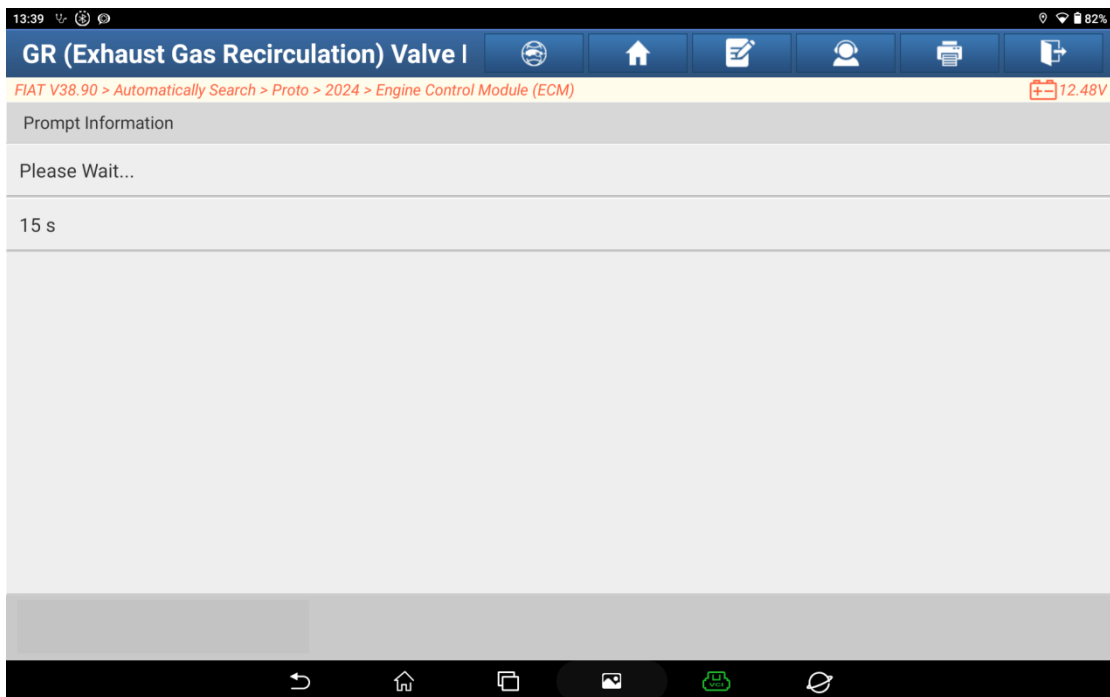 13:39 82%
GR (Exhaust Gas Recirculation) Valve I
FIAT V38.90 > Automatically Search > Proto > 2024 > Engine Control Module (ECM) 12.48V
Prompt Information
Please Wait...
15 s
VCI